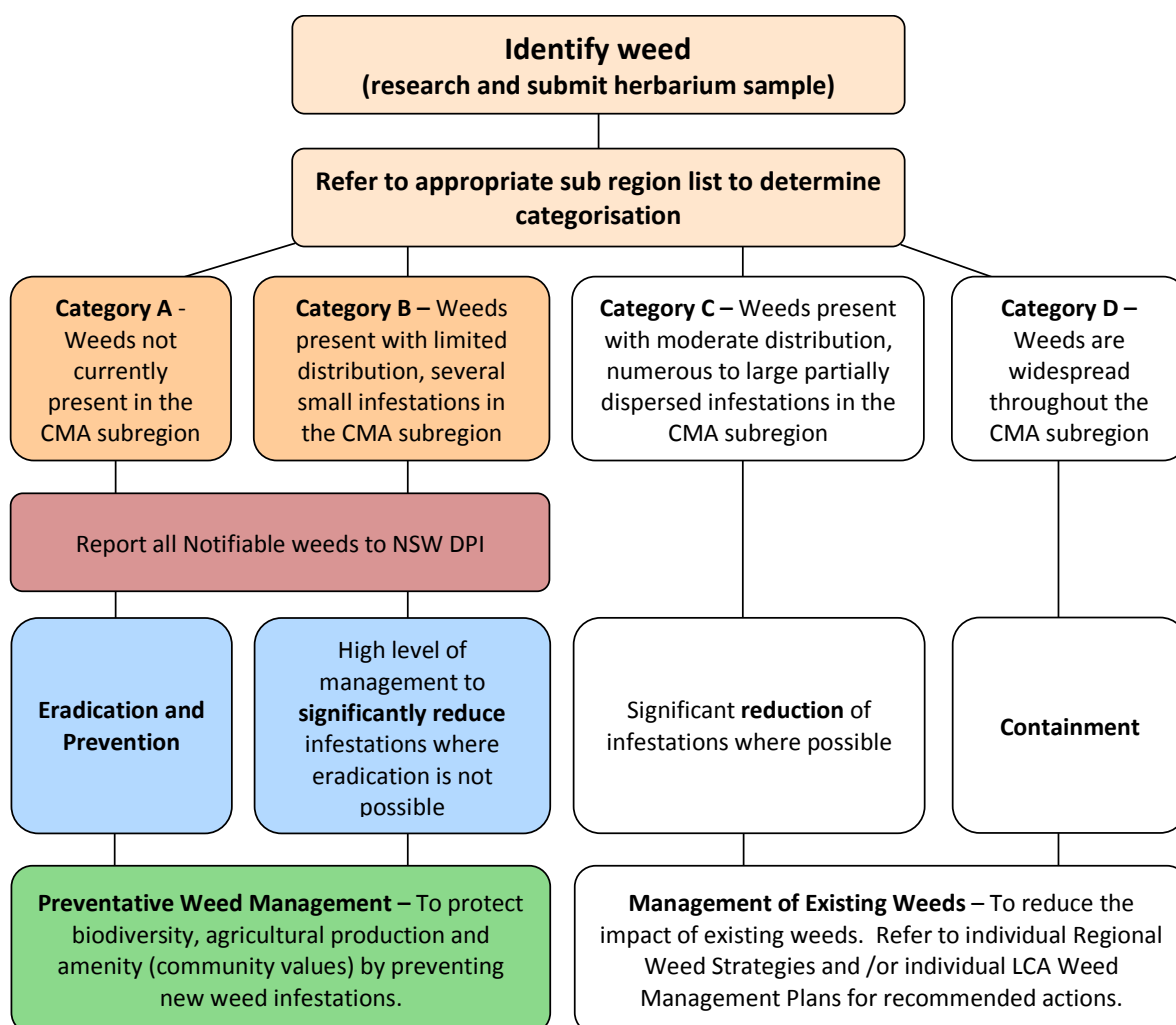 Identify weed
(research and submit herbarium sample)
Refer to appropriate sub region list to determine
categorisation
Category A -
Weeds not
currently
present in the
CMA subregion
Category B – Weeds
present with limited
distribution, several
small infestations in
the CMA subregion
Category C – Weeds present
with moderate distribution,
numerous to large partially
dispersed infestations in the
CMA subregion
Category D –
Weeds are
widespread
throughout the
CMA subregion
Report all Notifiable weeds to NSW DPI
Eradication and
Prevention
High level of
management to
significantly reduce
infestations where
eradication is not
possible
Significant reduction of
infestations where possible
Containment
Preventative Weed Management – To protect
biodiversity, agricultural production and
amenity (community values) by preventing
new weed infestations.
Management of Existing Weeds – To reduce the
impact of existing weeds.  Refer to individual Regional
Weed Strategies and /or individual LCA Weed
Management Plans for recommended actions.